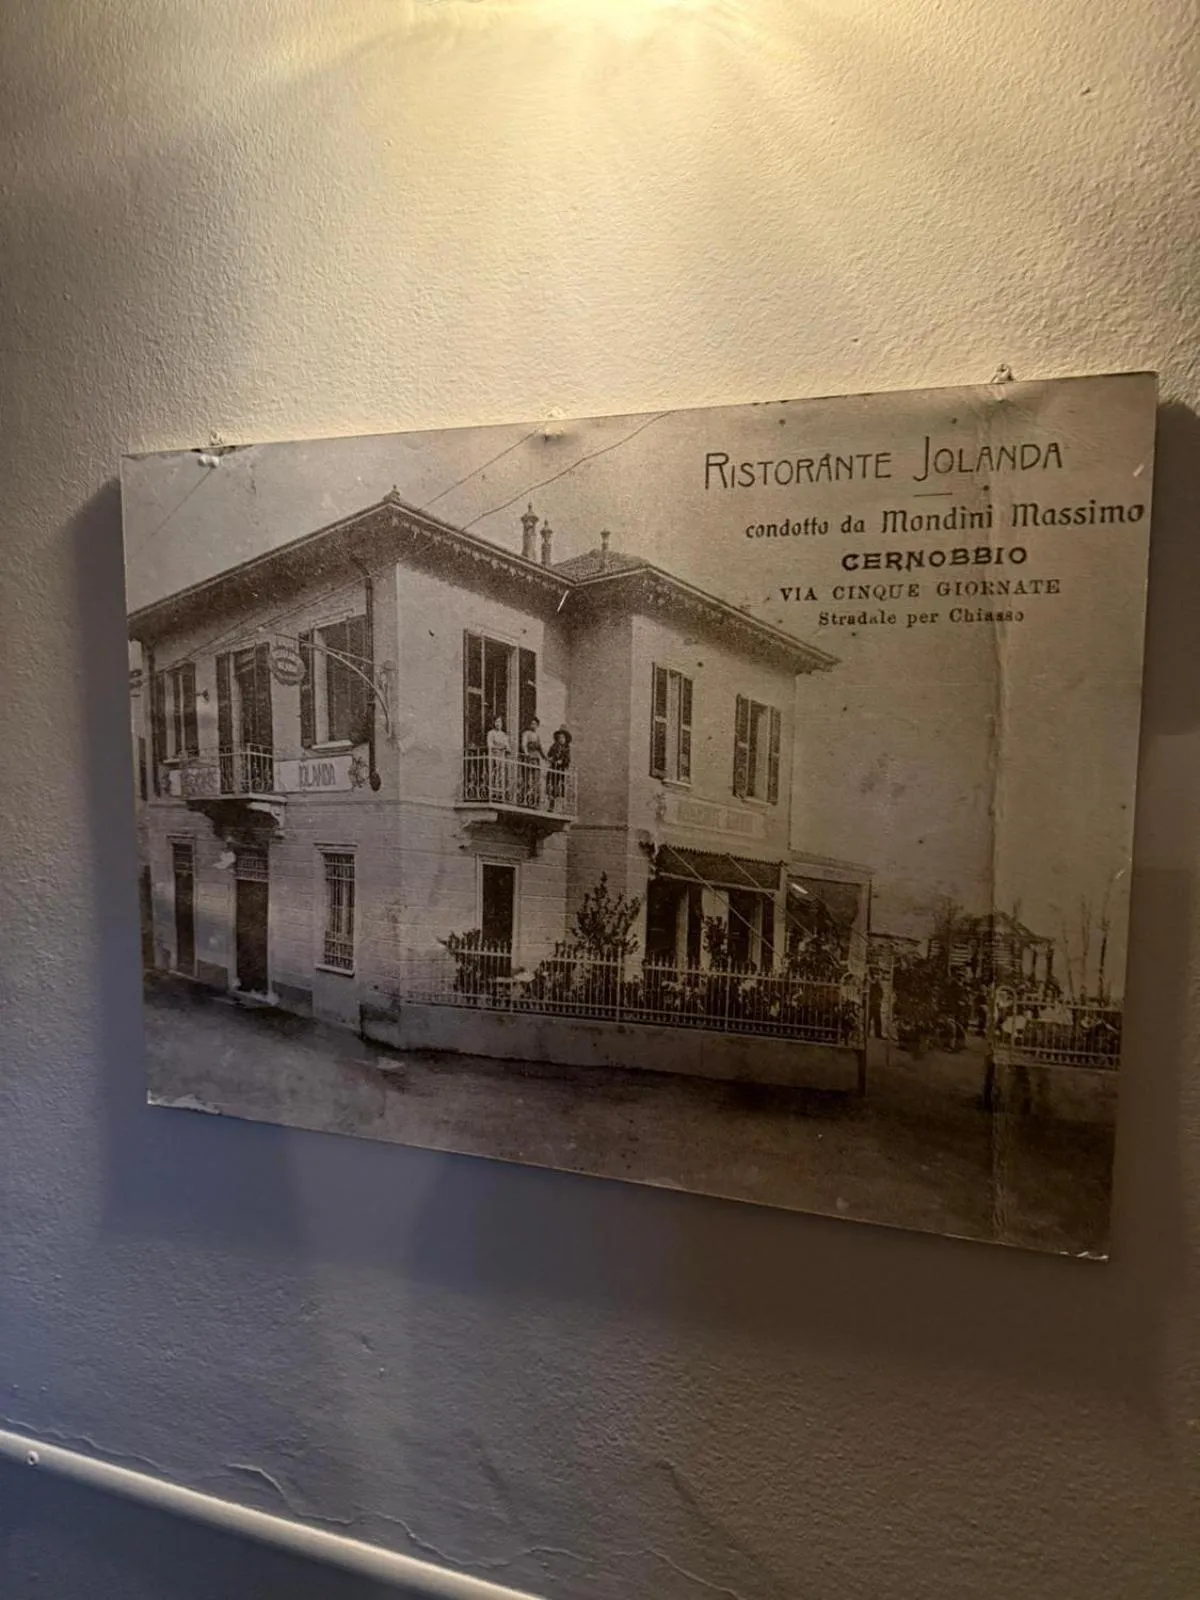 RISTORANTE JOLANDA
condotto da Mondini Massimo
CERNOBBIO
VIA CINQUE GIORNATE
Stradale per Chiasso
JOLANDA